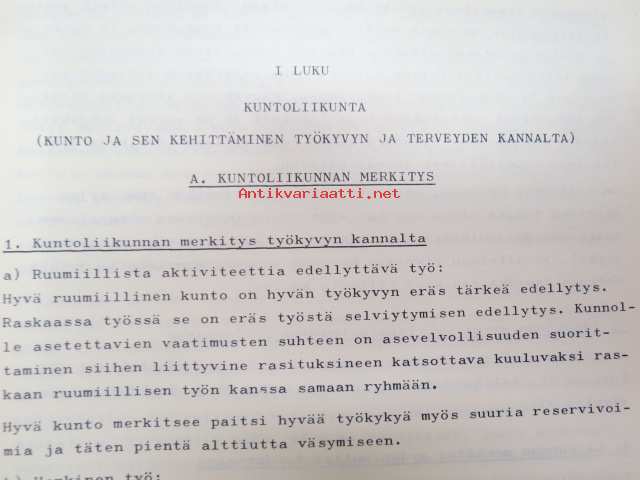 I LUKU
KUNTOLIIKUNTA
(KUNTO JA SEN KEHITTÄMINEN TYÖKYVYN JA TERVEYDEN KANNALTA)
A. KUNTOLIIKUNNAN MERKITYS
Antikvariaatti.net
1. Kuntoliikunnan merkitys työkyvyn kannalta
a) Ruumiillista aktiviteettia edellyttävä työ:
Hyvä ruumiillinen kunto on hyvän työkyvyn eräs tärkeä edellytys.
Raskaassa työssä se on eräs työstä selviytymisen edellytys. Kunnol-
le asetettavien vaatimusten suhteen on asevelvollisuuden suorit-
taminen siihen liittyvine rasituksineen katsottava kuuluvaksi ras-
kaan ruumiillisen työn kanssa samaan ryhmään.
Hyvä kunto merkitsee paitsi hyvää työkykyä myös suuria reservivoi-
mia ja täten pientä alttiutta väsymiseen.
b) Henkinen työ: